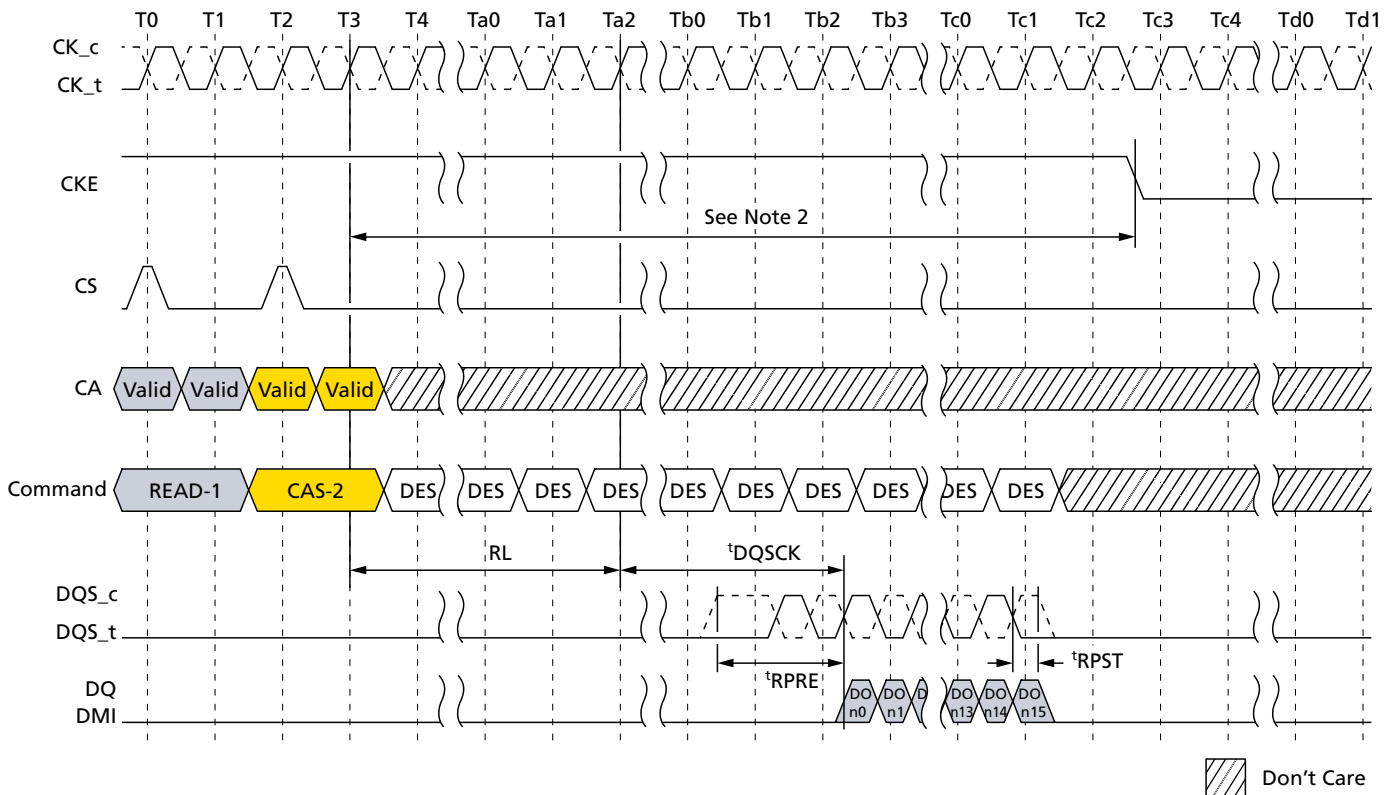 T0 T1 T2 T3 T4 Ta0 Ta1 Ta2 Tb0 Tb1 Tb2 Tb3 Tc0 Tc1 Tc2 Tc3 Tc4 Td0 Td1
CK_c
CK_t
CKE
See Note 2
CS
CA Valid Valid Valid Valid
Command READ-1 CAS-2 DES DES DES DES DES DES DES DES DES DES
RL tDQSCK
DQS_c
DQS_t
tRPRE tRPST
DQ DO DO D DO DO DO
DMI n0 n1 n13 n14 n15
Don't Care